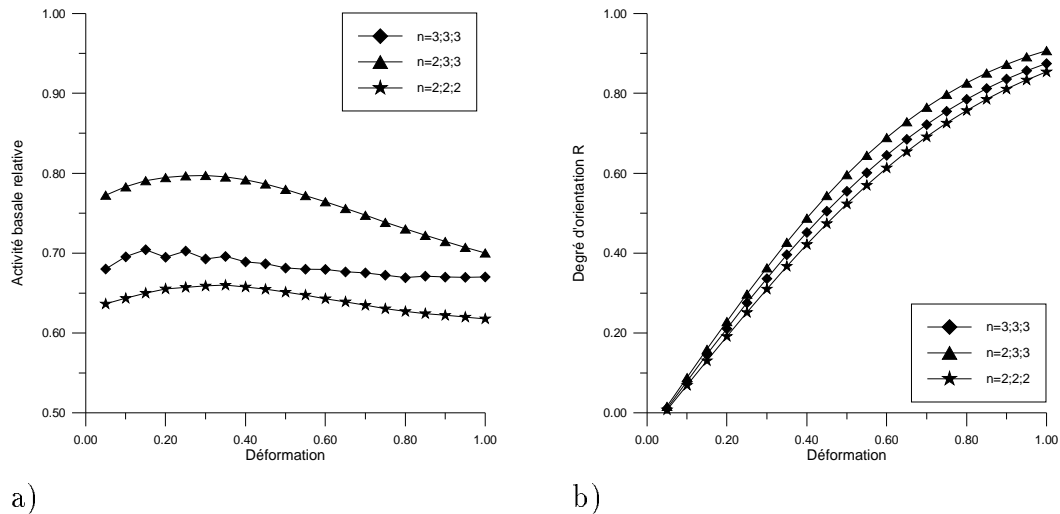 1.00
0.90
0.80
0.70
0.60
0.50
Activité basale relative
n=3;3;3
n=2;3;3
n=2;2;2
0.00 0.20 0.40 0.60 0.80 1.00
Déformation
a)
1.00
0.80
0.60
0.40
0.20
0.00
Degré d'orientation R
n=3;3;3
n=2;3;3
n=2;2;2
0.00 0.20 0.40 0.60 0.80 1.00
Déformation
b)